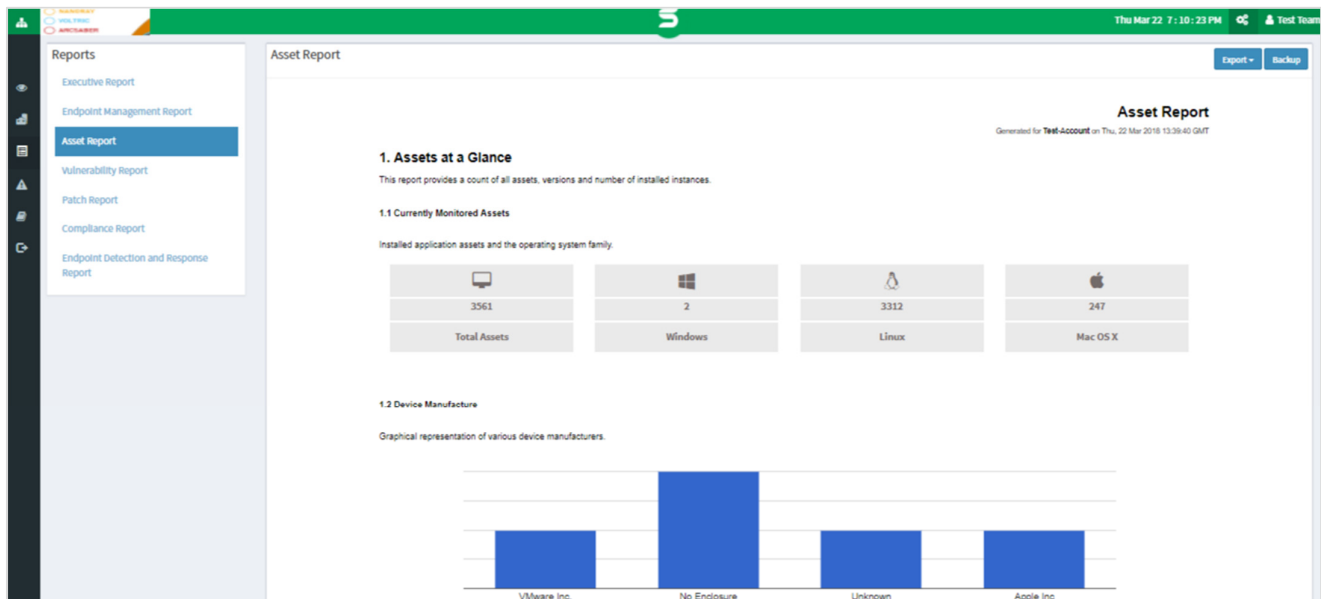 NANORAY
VOLTRIC
ARCSABER
Thu Mar 22 7 : 10 : 23 PM
Test Team
Reports
Executive Report
Endpoint Management Report
Asset Report
Vulnerability Report
Patch Report
Compliance Report
Endpoint Detection and Response
Report
Asset Report
Export
Backup
Asset Report
Generated for Test-Account on Thu, 22 Mar 2018 13:39:40 GMT
1. Assets at a Glance
This report provides a count of all assets, versions and number of installed instances.
1.1 Currently Monitored Assets
Installed application assets and the operating system family.
3561
2
3312
247
Total Assets
Windows
Linux
Mac OS X
1.2 Device Manufacture
Graphical representation of various device manufacturers.
VMware Inc.
No Enclosure
Unknown
Apple Inc